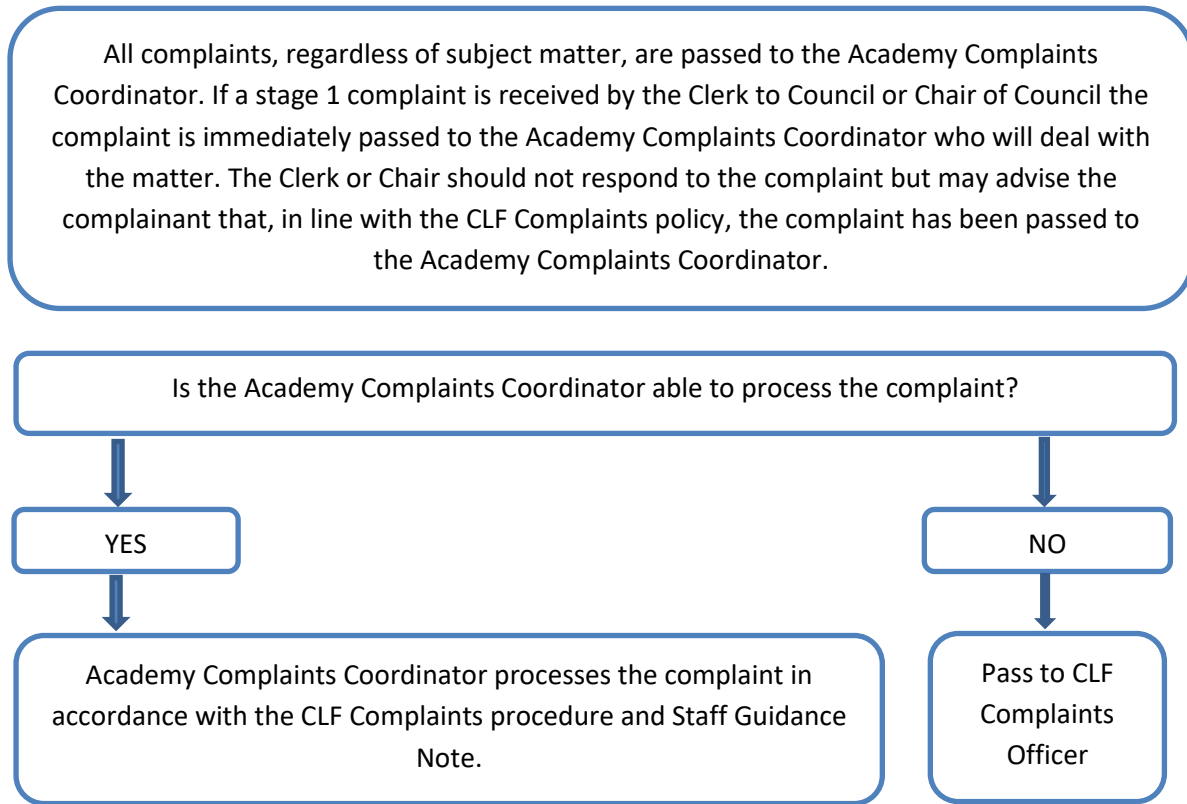 All complaints, regardless of subject matter, are passed to the Academy Complaints
Coordinator. If a stage 1 complaint is received by the Clerk to Council or Chair of Council the
complaint is immediately passed to the Academy Complaints Coordinator who will deal with
the matter. The Clerk or Chair should not respond to the complaint but may advise the
complainant that, in line with the CLF Complaints policy, the complaint has been passed to
the Academy Complaints Coordinator.
Is the Academy Complaints Coordinator able to process the complaint?
YES
NO
Academy Complaints Coordinator processes the complaint in
accordance with the CLF Complaints procedure and Staff Guidance
Note.
Pass to CLF
Complaints
Officer